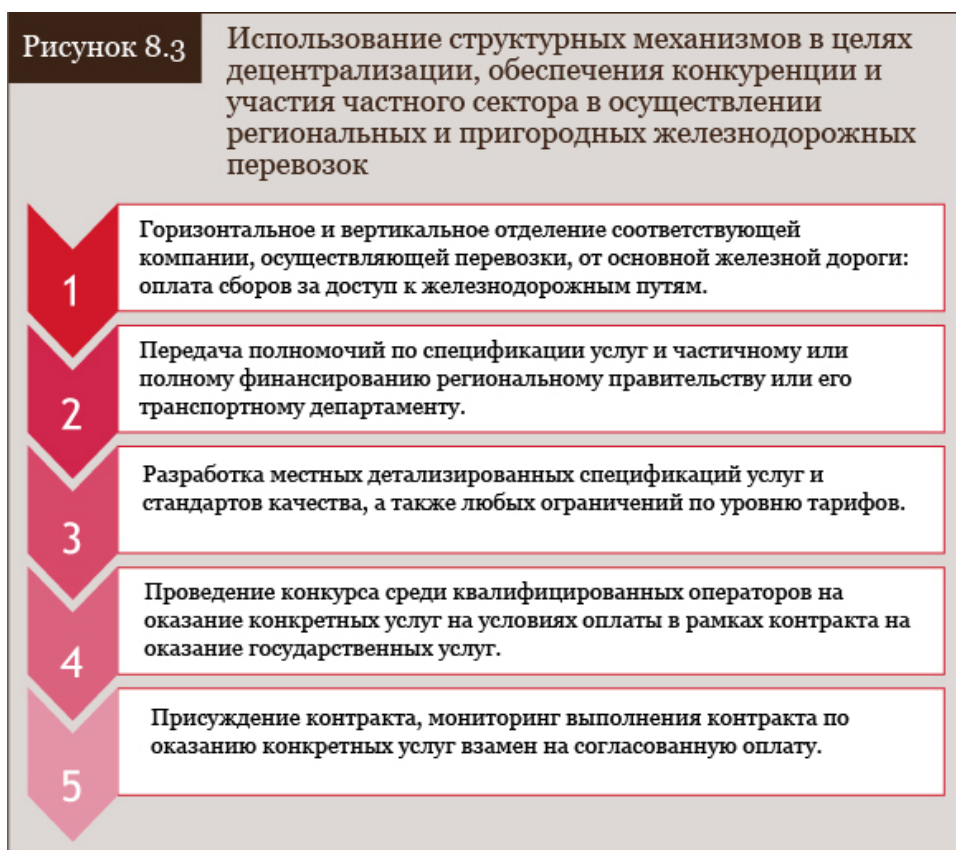 Рисунок 8.3
Использование структурных механизмов в целях
децентрализации, обеспечения конкуренции и
участия частного сектора в осуществлении
региональных и пригородных железнодорожных
перевозок
1
Горизонтальное и вертикальное отделение соответствующей
компании, осуществляющей перевозки, от основной железной дороги:
оплата сборов за доступ к железнодорожным путям.
2
Передача полномочий по спецификации услуг и частичному или
полному финансированию региональному правительству или его
транспортному департаменту.
3
Разработка местных детализированных спецификаций услуг и
стандартов качества, а также любых ограничений по уровню тарифов.
4
Проведение конкурса среди квалифицированных операторов на
оказание конкретных услуг на условиях оплаты в рамках контракта на
оказание государственных услуг.
5
Присуждение контракта, мониторинг выполнения контракта по
оказанию конкретных услуг взамен на согласованную оплату.